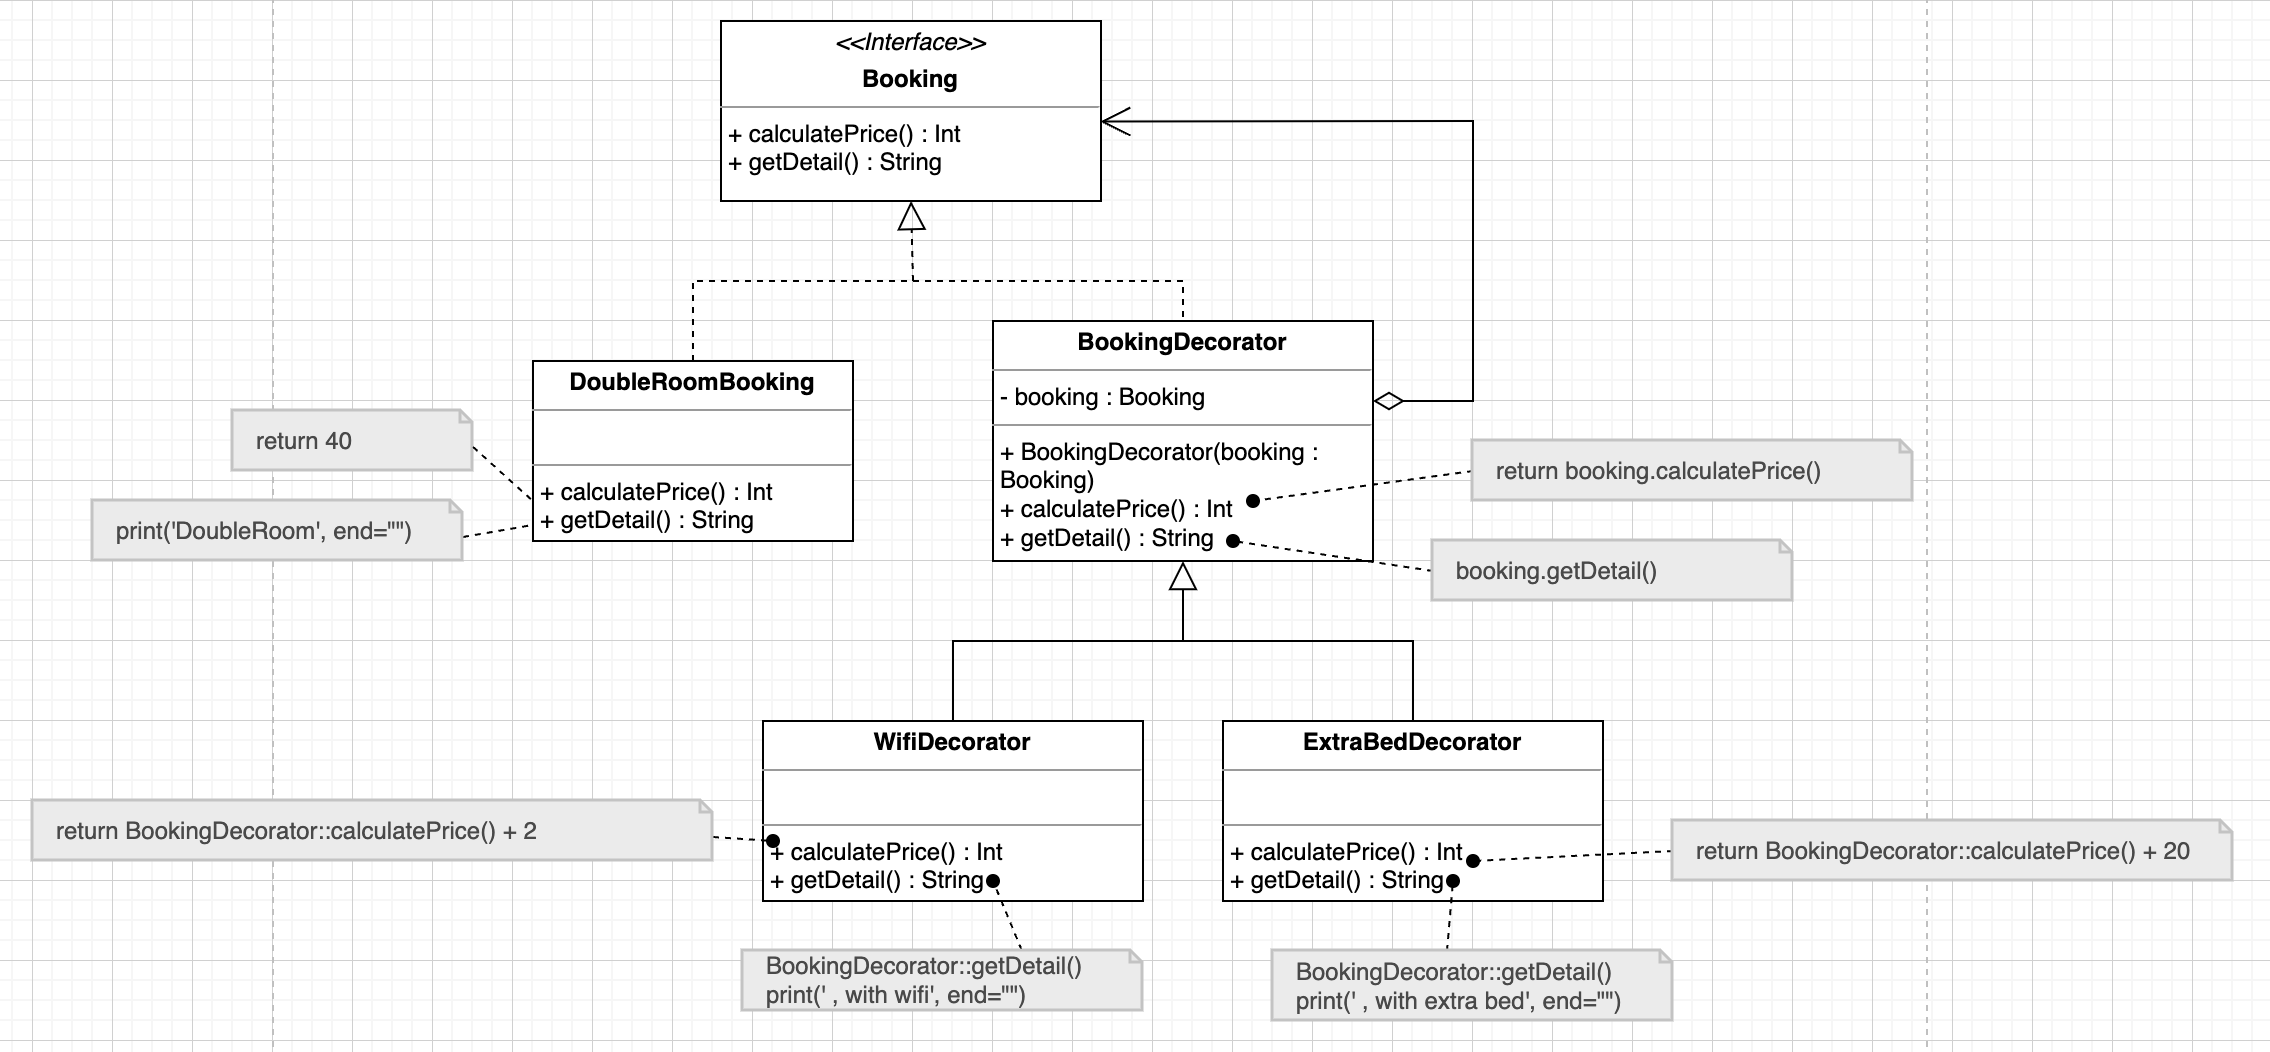 <<Interface>>
Booking
+ calculatePrice() : Int
+ getDetail() : String
DoubleRoomBooking
+ calculatePrice() : Int
+ getDetail() : String
return 40
print('DoubleRoom', end="")
BookingDecorator
- booking : Booking
+ BookingDecorator(booking :
Booking)
+ calculatePrice() : Int
+ getDetail() : String
return booking.calculatePrice()
booking.getDetail()
WifiDecorator
+ calculatePrice() : Int
+ getDetail() : String
return BookingDecorator::calculatePrice() + 2
BookingDecorator::getDetail()
print(' , with wifi', end="")
ExtraBedDecorator
+ calculatePrice() : Int
+ getDetail() : String
return BookingDecorator::calculatePrice() + 20
BookingDecorator::getDetail()
print(' , with extra bed', end="")